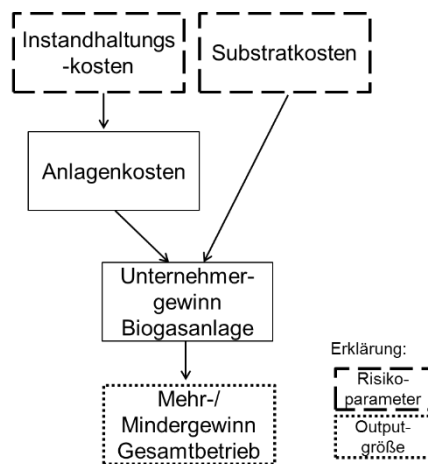 Instandhaltungs
-kosten
Substratkosten
Anlagenkosten
Unternehmer-
gewinn
Biogasanlage
Mehr-/
Mindergewinn
Gesamtbetrieb
Erklärung:
Risiko-
parameter
Output-
größe